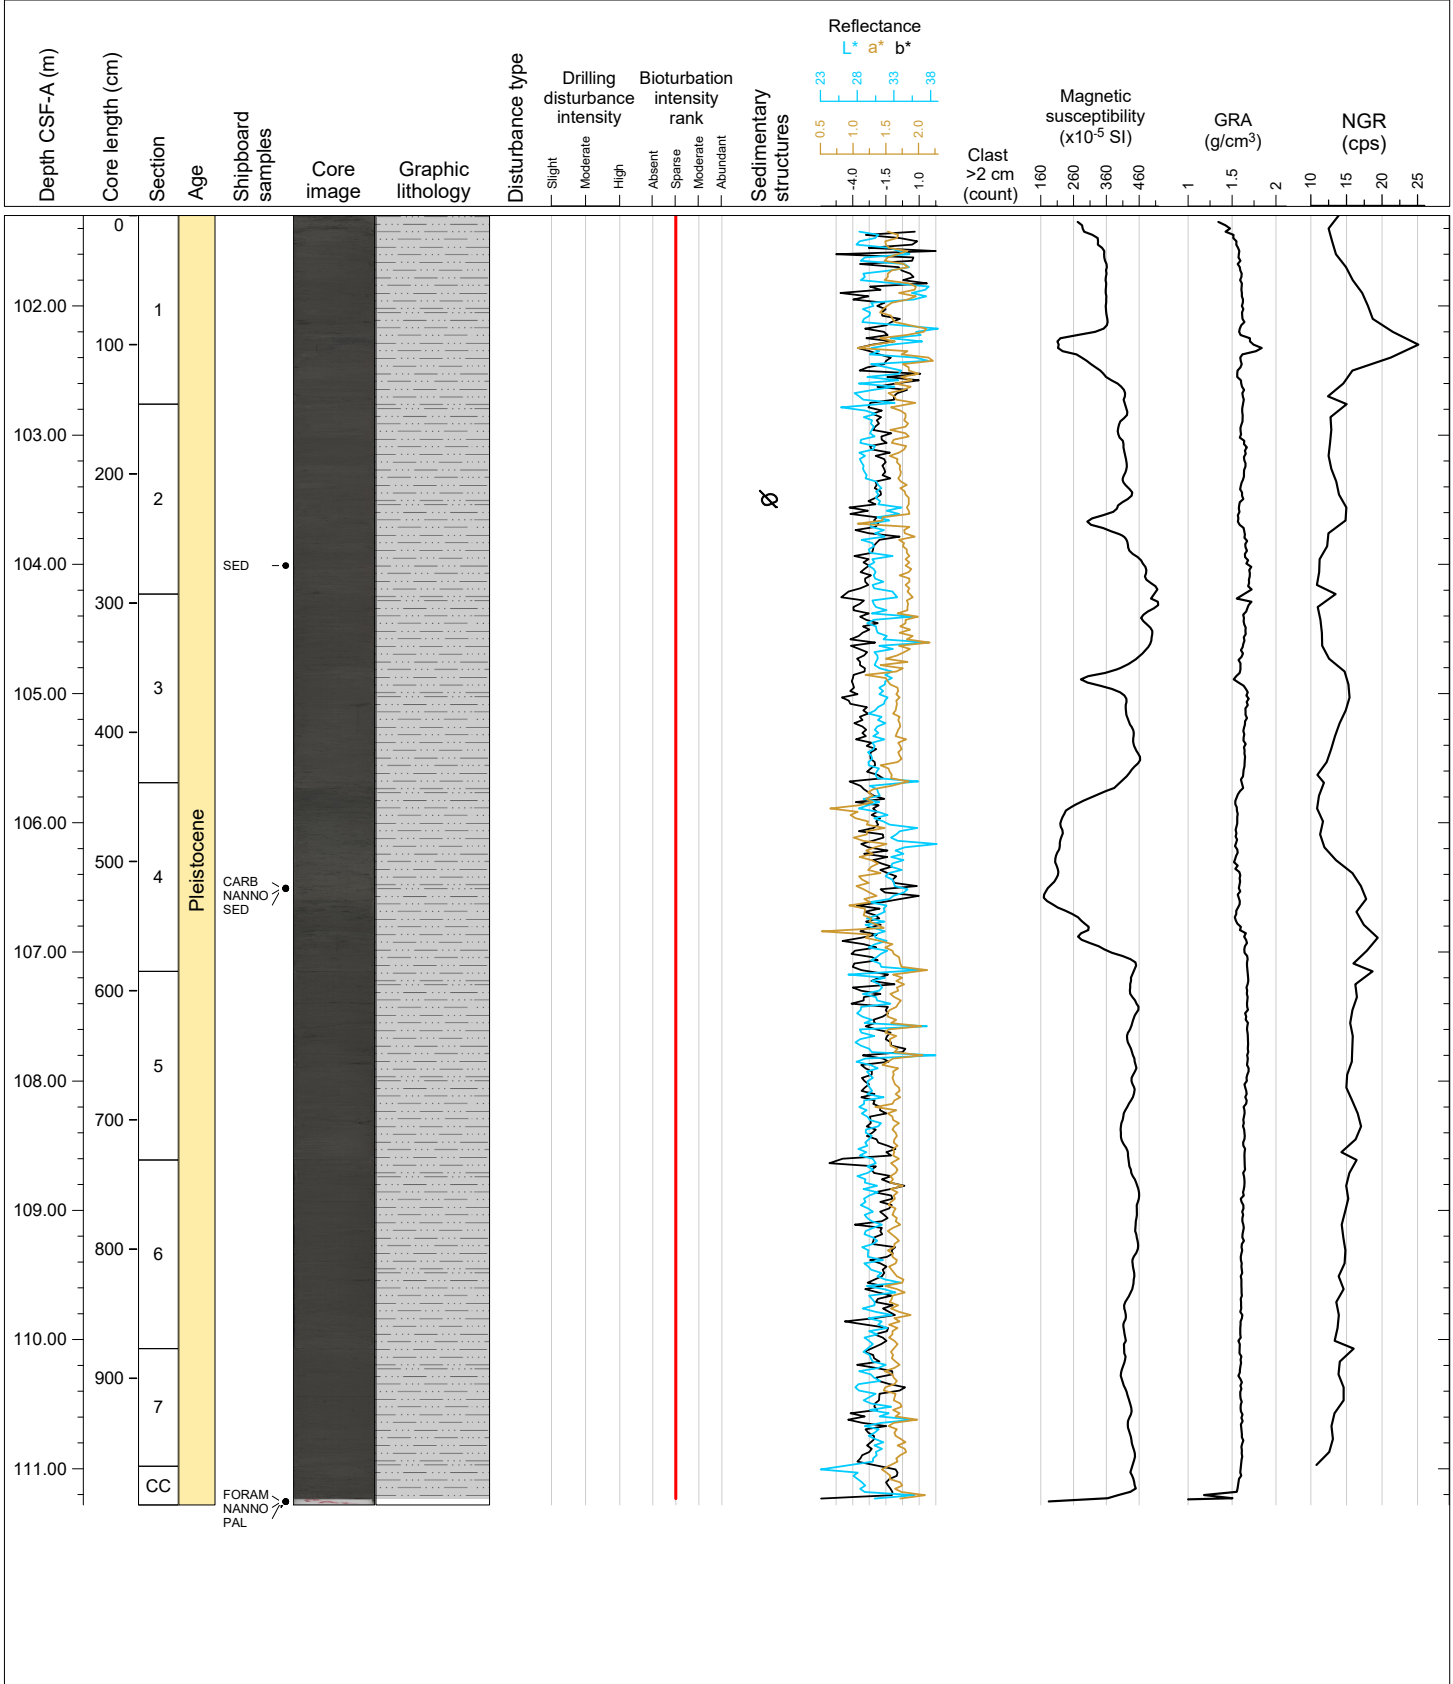 Depth CSF-A (m)
Core length (cm)
Section
Age
Shipboard
samples
Core
image
Graphic
lithology
Disturbance type
Drilling
disturbance
intensity
Slight
Moderate
High
Bioturbation
intensity
rank
Absent
Sparse
Moderate
Abundant
Sedimentary
structures
Reflectance
L* a* b*
23 28 33 38
0.5 1.0 1.5 2.0
-4.0 -1.5 1.0
Clast
>2 cm
(count)
Magnetic
susceptibility
(x10-5 SI)
160 260 360 460
GRA
(g/cm3)
1 1.5 2
NGR
(cps)
10 15 20 25
0
102.00
1
100
103.00
200
2
104.00
SED
300
3
105.00
400
106.00
Pleistocene
500
4
CARB
NANNO
SED
107.00
600
5
108.00
700
109.00
6
800
110.00
900
7
111.00
CC
FORAM
NANNO
PAL